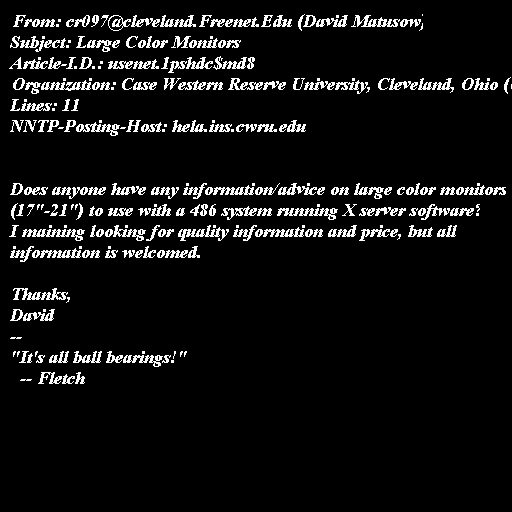 From: cr097@cleveland.Freenet.Edu (David Matusow)
Subject: Large Color Monitors
Article-I.D.: usenet.1pshdc$md8
Organization: Case Western Reserve University, Cleveland, Ohio (
Lines: 11
NNTP-Posting-Host: hela.ins.cwru.edu
Does anyone have any information/advice on large color monitors
(17"-21") to use with a 486 system running X server software?
I maining looking for quality information and price, but all
information is welcomed.
Thanks,
David
--
"It's all ball bearings!"
-- Fletch